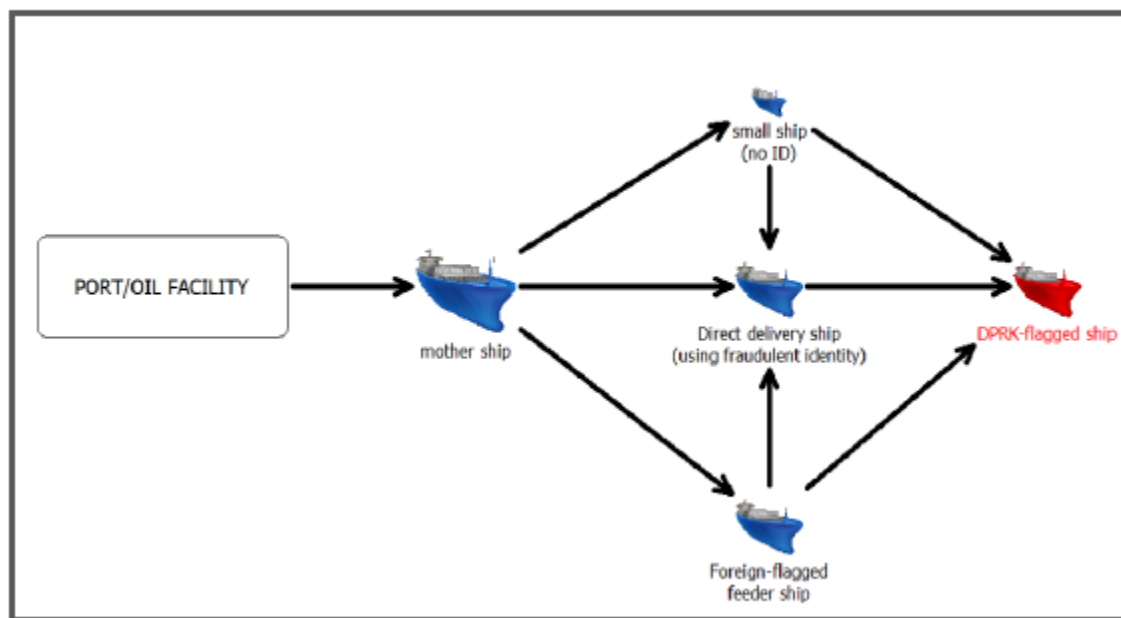 small ship
(no ID)
PORT/OIL FACILITY
mother ship
Direct delivery ship
(using fraudulent identity)
DPRK-flagged ship
Foreign-flagged
feeder ship